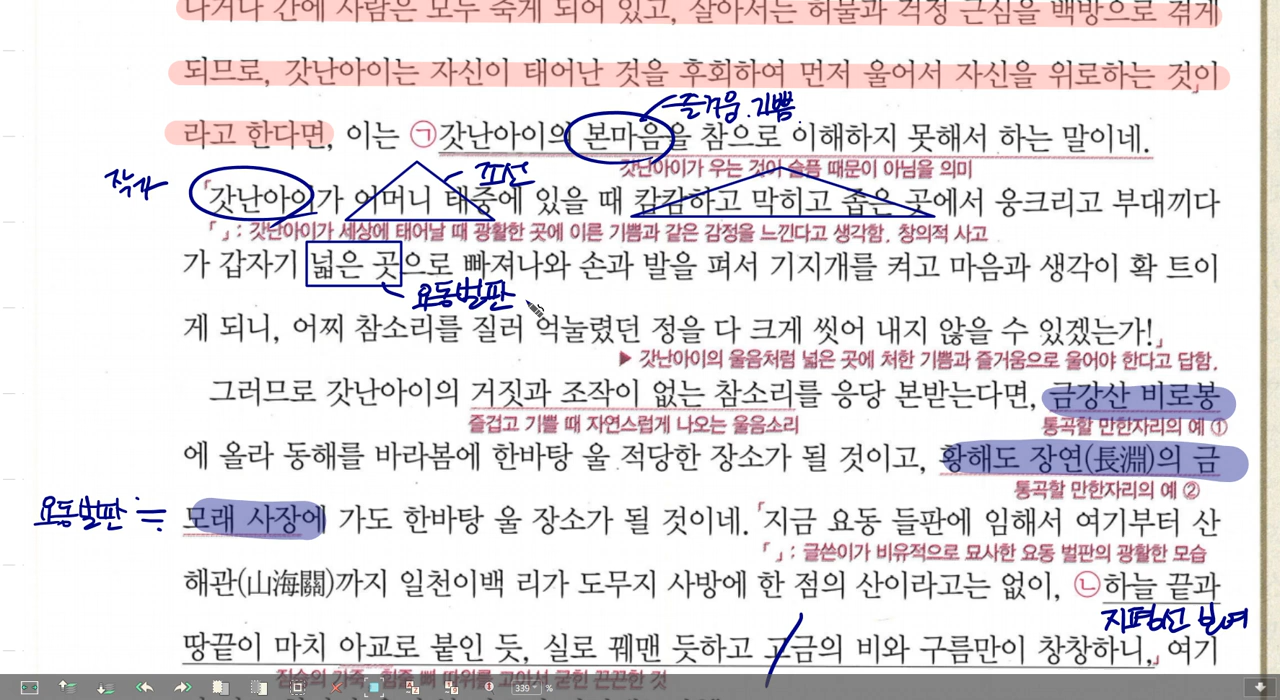 나거나 간에 사람은 모두 죽게 되어 있고, 살아서는 허물과 걱정 근심을 백방으로 겪게
되므로, 갓난아이는 자신이 태어난 것을 후회하여 먼저 울어서 자신을 위로하는 것이
즐거움. 기쁨
라고 한다면, 이는 ㉠갓난아이의 본마음을 참으로 이해하지 못해서 하는 말이네.
갓난아이가 우는 것이 슬픔 때문이 아님을 의미
작가
조선
「갓난아이가 어머니 태중에 있을 때 캄캄하고 막히고 좁은 곳에서 웅크리고 부대끼다
「 」: 갓난아이가 세상에 태어날 때 광활한 곳에 이른 기쁨과 같은 감정을 느낀다고 생각함. 창의적 사고
가 갑자기 넓은 곳으로 빠져나와 손과 발을 펴서 기지개를 켜고 마음과 생각이 확 트이
요동벌판
게 되니, 어찌 참소리를 질러 억눌렸던 정을 다 크게 씻어 내지 않을 수 있겠는가!」
▶ 갓난아이의 울음처럼 넓은 곳에 처한 기쁨과 즐거움으로 울어야 한다고 답함.
그러므로 갓난아이의 거짓과 조작이 없는 참소리를 응당 본받는다면, 금강산 비로봉
즐겁고 기쁠 때 자연스럽게 나오는 울음소리
통곡할 만한자리의 예 ①
에 올라 동해를 바라봄에 한바탕 울 적당한 장소가 될 것이고, 황해도 장연(長淵)의 금
통곡할 만한자리의 예 ②
요동벌판 ≒
모래 사장에 가도 한바탕 울 장소가 될 것이네. 「지금 요동 들판에 임해서 여기부터 산
「 」: 글쓴이가 비유적으로 묘사한 요동 벌판의 광활한 모습
해관(山海關)까지 일천이백 리가 도무지 사방에 한 점의 산이라고는 없이, ㉡하늘 끝과
지평선 보여
땅끝이 마치 아교로 붙인 듯, 실로 꿰맨 듯하고 고금의 비와 구름만이 창창하니,」 여기
짐승의 가죽, 힘줄, 뼈 따위를 고아서 굳힌 끈끈한 것
339 %